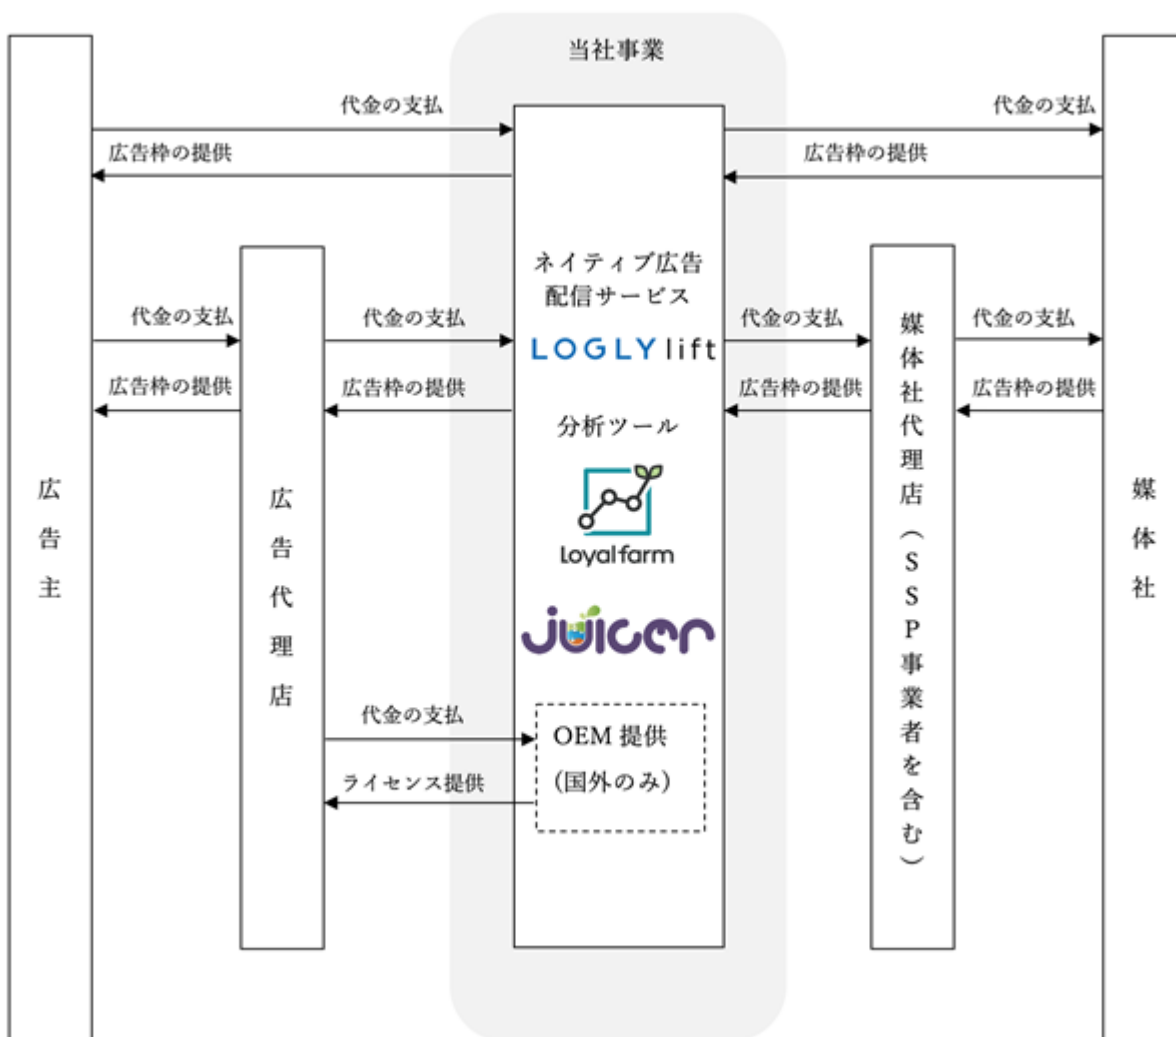 当社事業
代金の支払
代金の支払
広告枠の提供
広告枠の提供
ネイティブ広告
配信サービス
LOGLY lift
代金の支払
代金の支払
代金の支払
代金の支払
広告枠の提供
広告枠の提供
広告枠の提供
広告枠の提供
分析ツール
Loyalfarm
juicer
広告主
広告代理店
媒体社代理店（SSP事業者を含む）
媒体社
代金の支払
OEM 提供
(国外のみ)
ライセンス提供